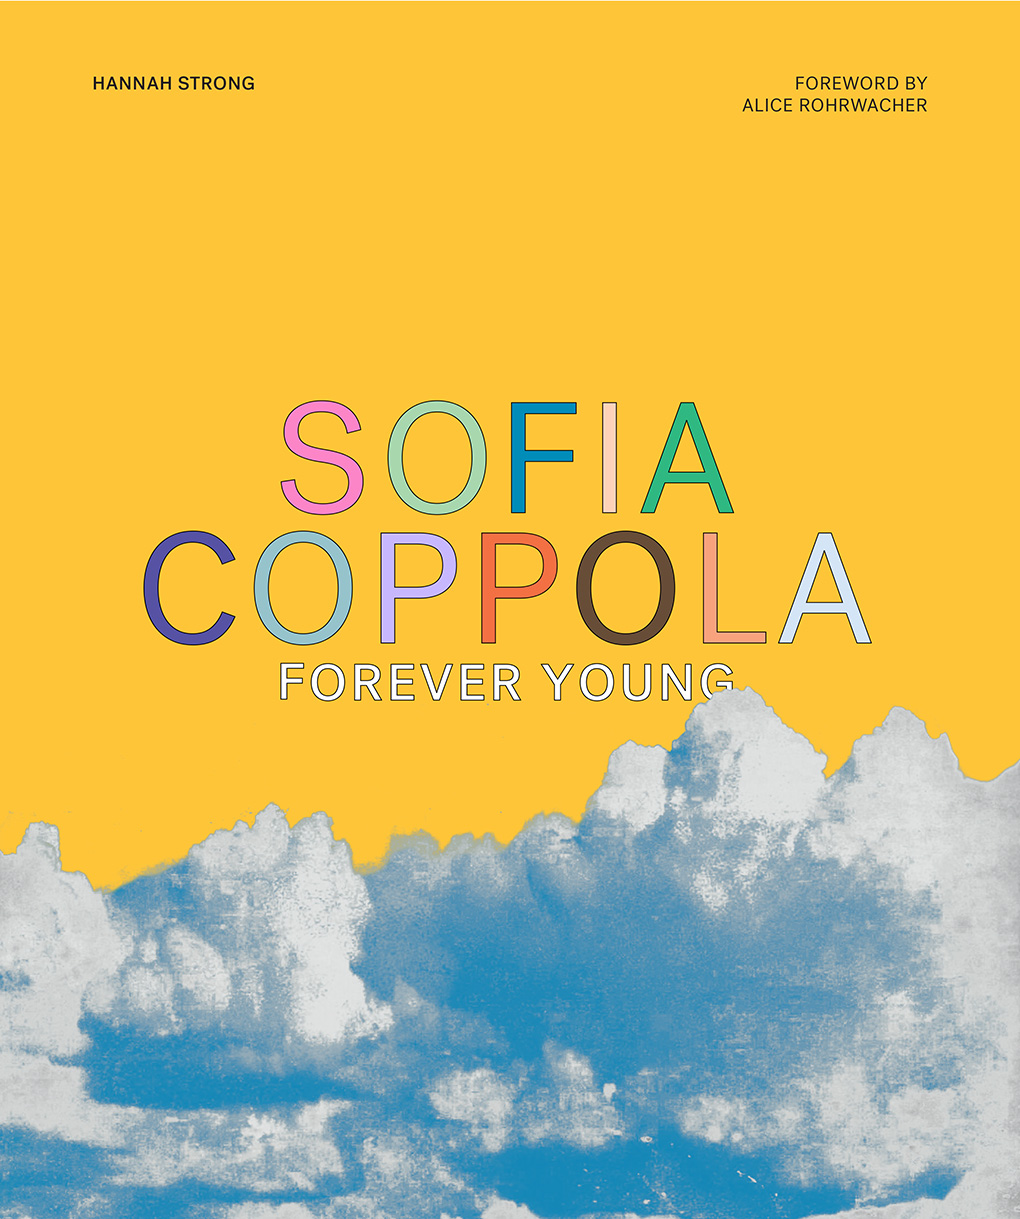 HANNAH STRONG
FOREWORD BY
ALICE ROHRWACHER
SOFIA
COPPOLA
FOREVER YOUNG